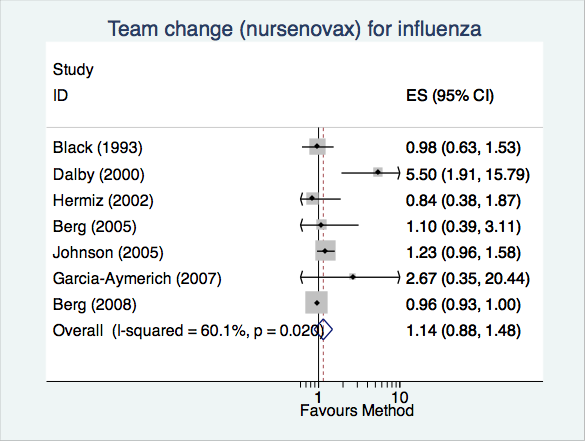 Team change (nursenovax) for influenza
Study
ID ES (95% CI)
Black (1993) 0.98 (0.63, 1.53)
Dalby (2000) 5.50 (1.91, 15.79)
Hermiz (2002) 0.84 (0.38, 1.87)
Berg (2005) 1.10 (0.39, 3.11)
Johnson (2005) 1.23 (0.96, 1.58)
Garcia-Aymerich (2007) 2.67 (0.35, 20.44)
Berg (2008) 0.96 (0.93, 1.00)
Overall (I-squared = 60.1%, p = 0.020) 1.14 (0.88, 1.48)
1 10
Favours Method